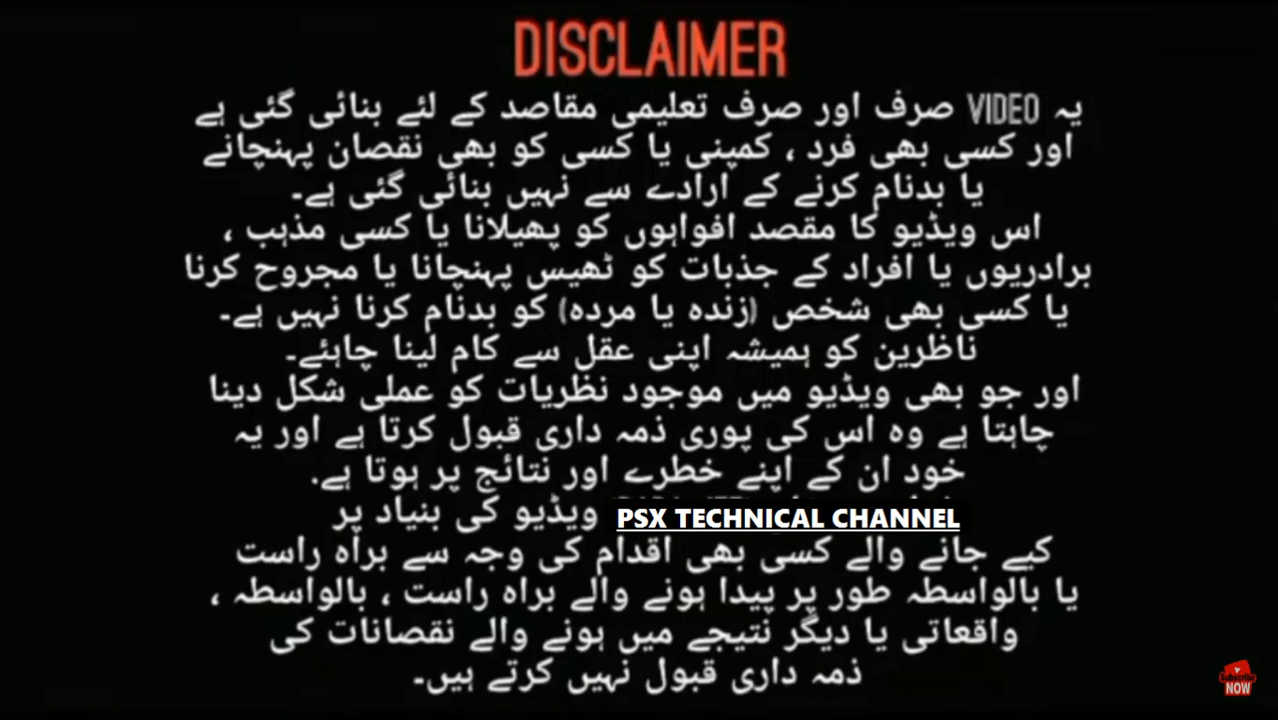 DISCLAIMER
یہ VIDEO صرف اور صرف تعلیمی مقاصد کے لئے بنائی گئی ہے
اور کسی بھی فرد ، کمپنی یا کسی کو بھی نقصان پہنچانے
یا بدنام کرنے کے ارادے سے نہیں بنائی گئی ہے۔
اس ویڈیو کا مقصد افواہوں کو پھیلانا یا کسی مذہب ،
برادریوں یا افراد کے جذبات کو ٹھیس پہنچانا یا مجروح کرنا
یا کسی بھی شخص (زندہ یا مردہ) کو بدنام کرنا نہیں ہے۔
ناظرین کو ہمیشہ اپنی عقل سے کام لینا چاہئے۔
اور جو بھی ویڈیو میں موجود نظریات کو عملی شکل دینا
چاہتا ہے وہ اس کی پوری ذمہ داری قبول کرتا ہے اور یہ
خود ان کے اپنے خطرے اور نتائج پر ہوتا ہے.
PSX TECHNICAL CHANNEL ویڈیو کی بنیاد پر
کیے جانے والے کسی بھی اقدام کی وجہ سے براہ راست
یا بالواسطہ طور پر پیدا ہونے والے براہ راست ، بالواسطہ ،
واقعاتی یا دیگر نتیجے میں ہونے والے نقصانات کی
ذمہ داری قبول نہیں کرتے ہیں۔
Subscribe
NOW